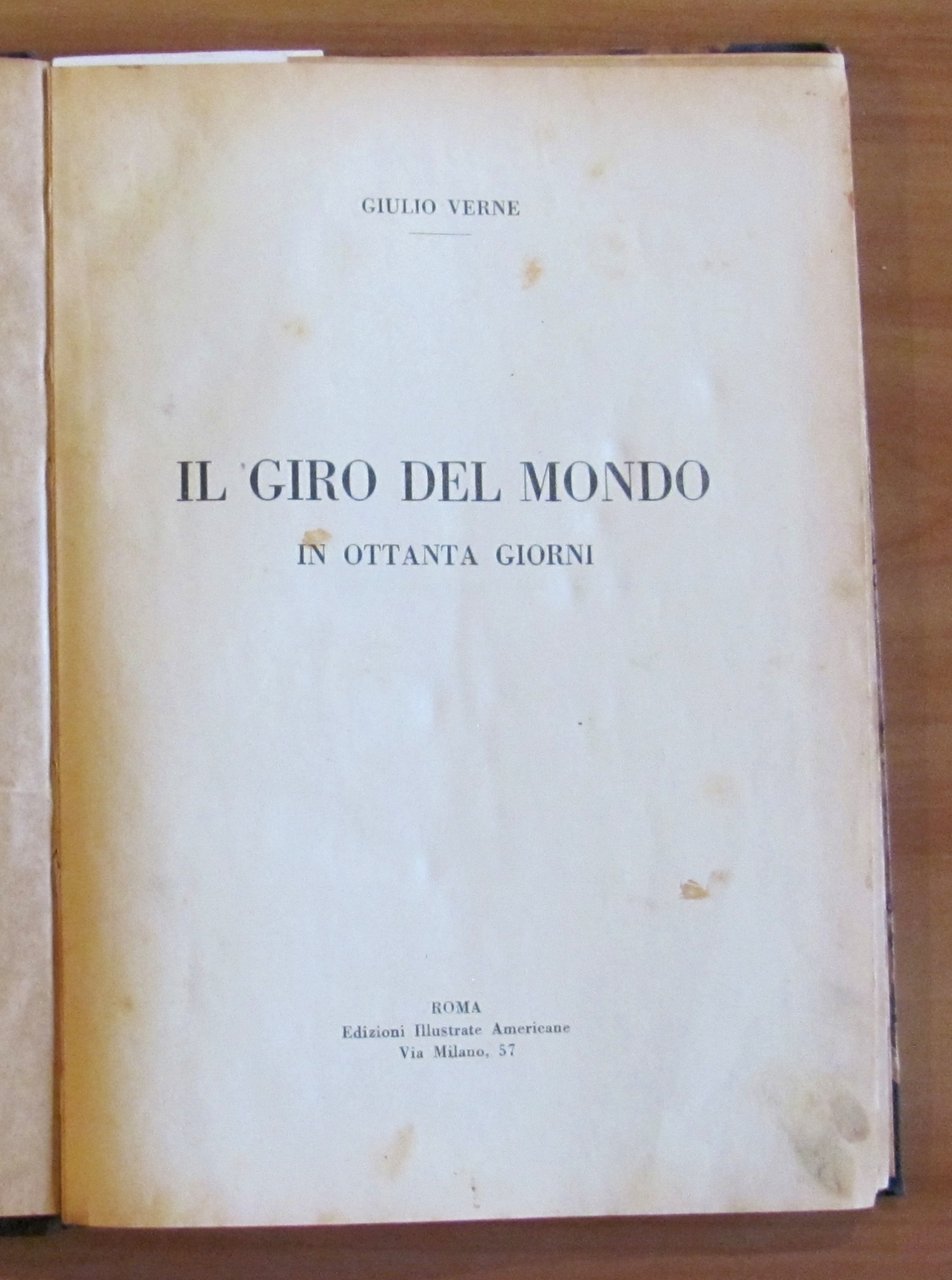 GIULIO VERNE
IL GIRO DEL MONDO
IN OTTANTA GIORNI
ROMA
Edizioni Illustrate Americane
Via Milano, 57